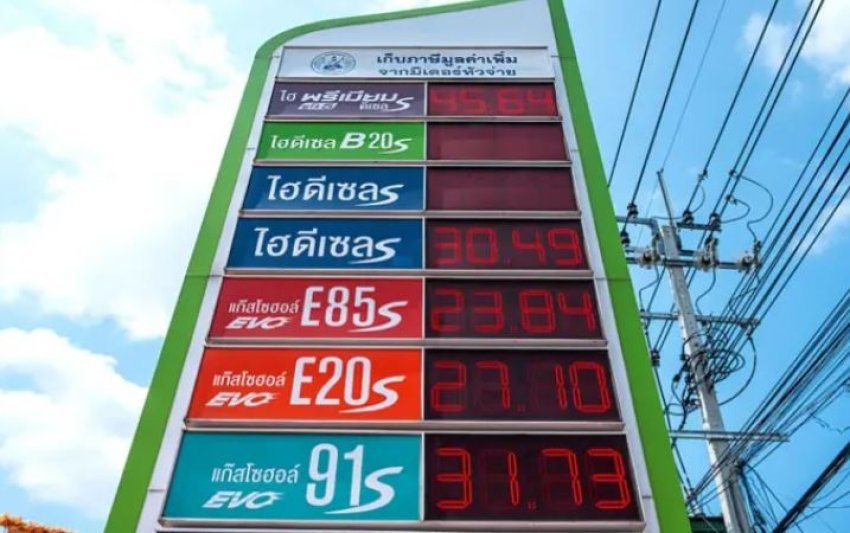 เก็บภาษีมูลค่าเพิ่ม
จากมิเตอร์หัวจ่าย
ไฮ พรีเมียม ดีเซล S 45.64
ไฮดีเซล B20S
ไฮดีเซล S
ไฮดีเซล S 30.49
แก๊สโซฮอล์ EVO E85S 23.84
แก๊สโซฮอล์ EVO E20S 27.10
แก๊สโซฮอล์ EVO 91S 31.73